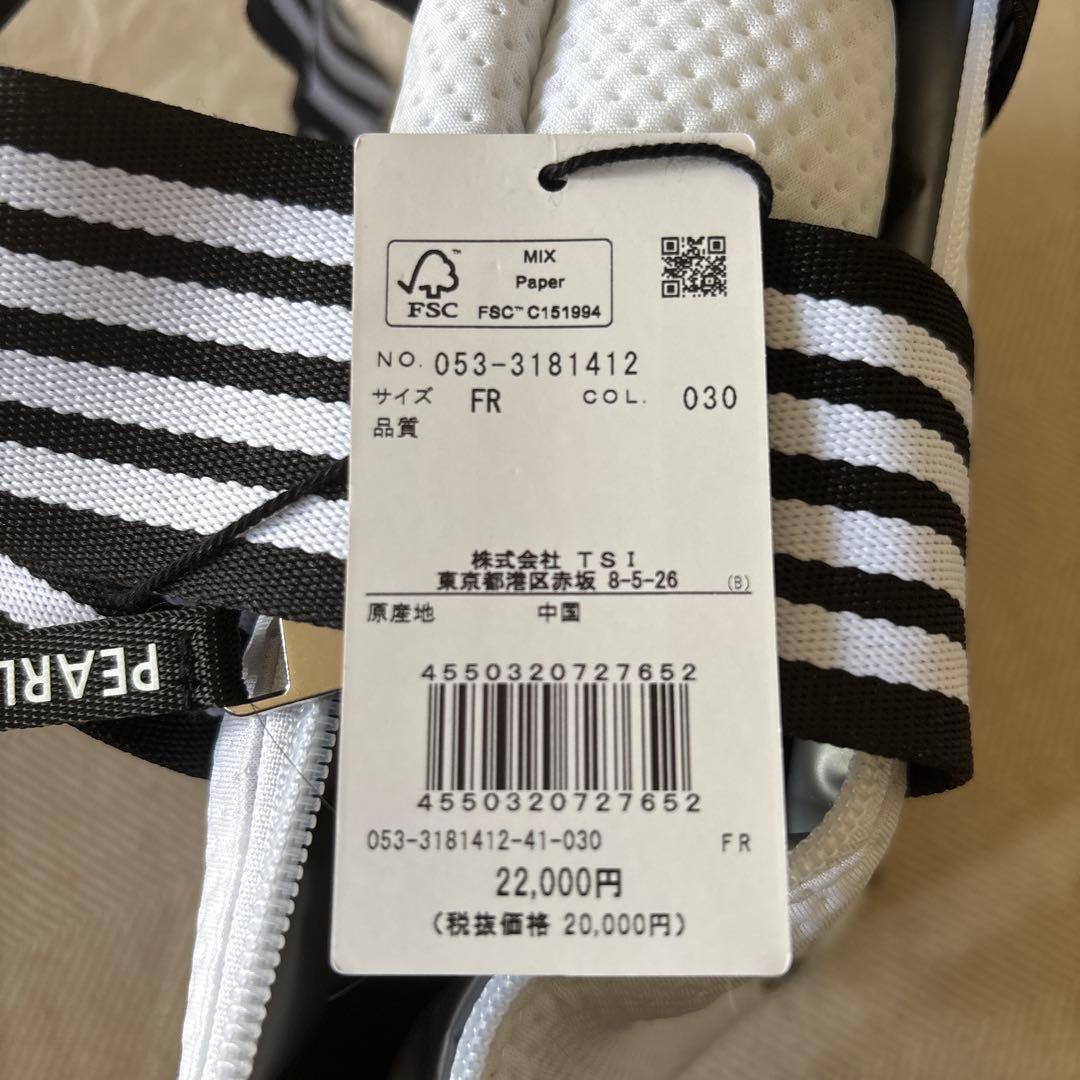 MIX
Paper
FSC™ C151994
FSC™
NO. 053-3181412
サイズ FR COL. 030
品質
株式会社 TSI
東京都港区赤坂 8-5-26 (B)
原産地 中国
4550320727652
4550320727652
053-3181412-41-030 FR
22,000円
(税抜価格 20,000円)
PEARL